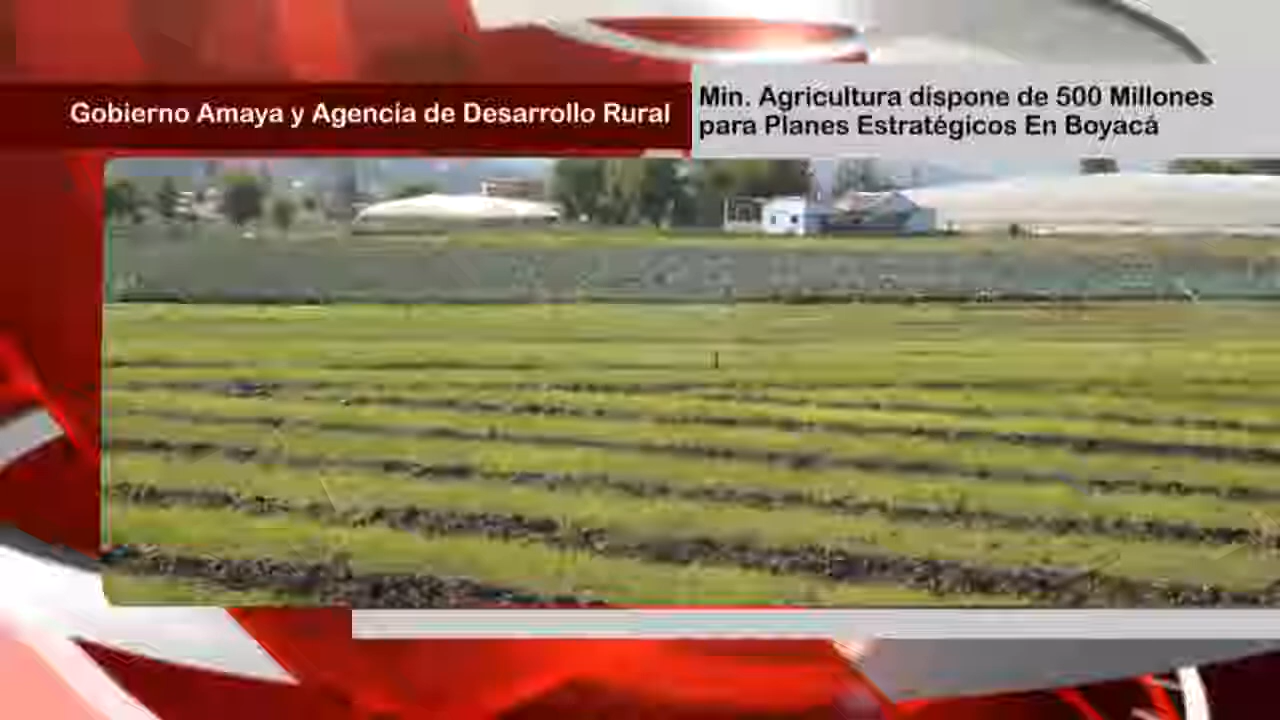 Gobierno Amaya y Agencia de Desarrollo Rural
Min. Agricultura dispone de 500 Millones
para Planes Estratégicos En Boyacá